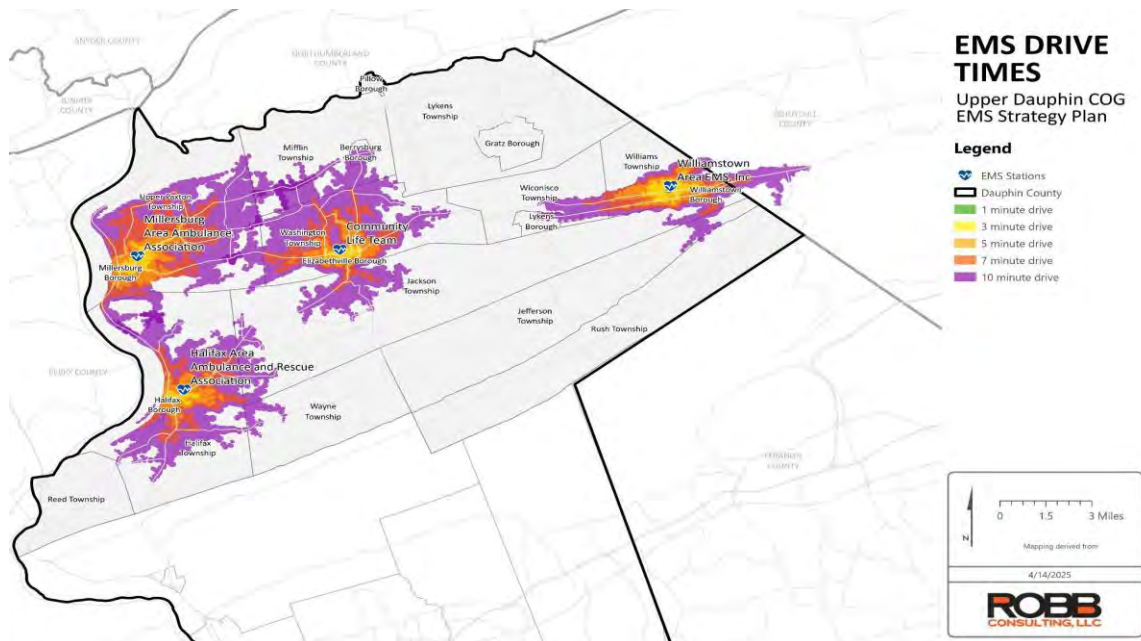 EMS DRIVE
TIMES
Upper Dauphin COG
EMS Strategy Plan
Legend
EMS Stations
Dauphin County
1 minute drive
3 minute drive
5 minute drive
7 minute drive
10 minute drive
SNYDER COUNTY
NORTHUMBERLAND
COUNTY
JUNIATA
COUNTY
Pillow
Borough
Lykens
Township
Gratz Borough
SCHUYLKILL
COUNTY
Mifflin
Township
Berrysburg
Borough
Williams
Township
Williamstown
Area EMS, Inc
Williamstown
Borough
Wiconisco
Township
Lykens
Borough
Upper Paxton
Township
Millersburg
Area Ambulance
Association
Millersburg
Borough
Washington
Township
Community
Life Team
Elizabethville Borough
Jackson
Township
Jefferson
Township
Rush Township
PERRY COUNTY
Halifax Area
Ambulance and Rescue
Association
Halifax
Borough
Wayne
Township
Halifax
Township
Reed Township
LEBANON
COUNTY
N
0 1.5 3 Miles
Mapping derived from
4/14/2025
ROBB
CONSULTING, LLC